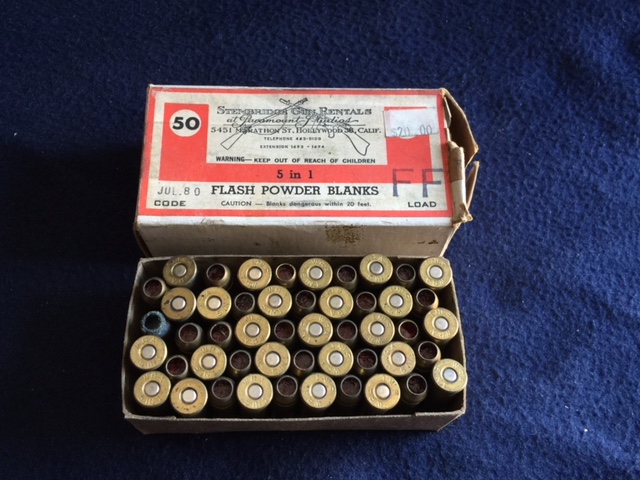 50
STEMBRIDGE GUN RENTALS
at Paramount Studios
5451 MARATHON ST. HOLLYWOOD 38, CALIF.
TELEPHONE
EXTENSION
WARNING—KEEP OUT OF REACH OF CHILDREN
$20.00
5 in 1
JUL. 80 FLASH POWDER BLANKS FF
CODE CAUTION — Blanks dangerous within 20 feet. LOAD